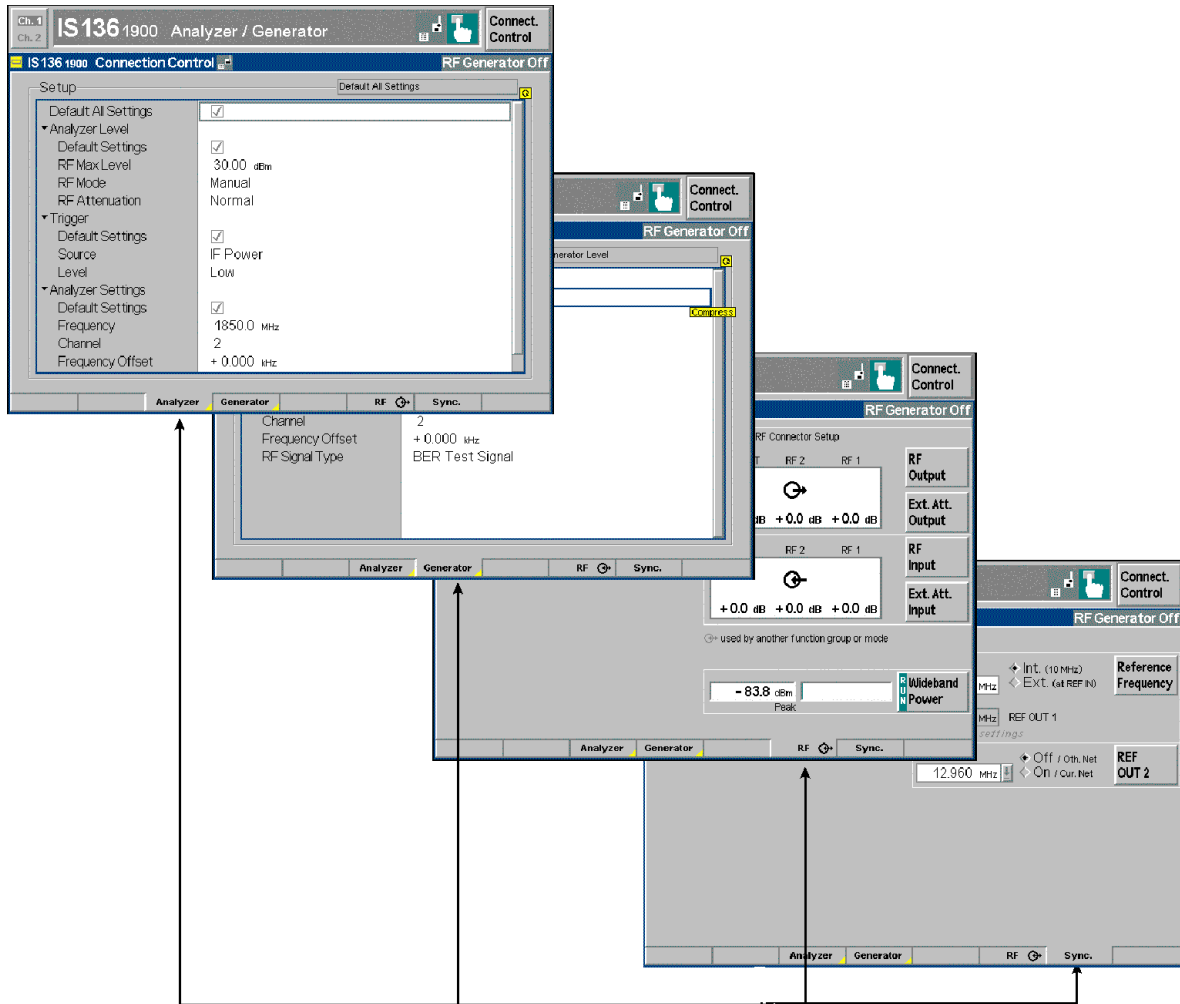 Ch. 1
Ch. 2
IS136 1900 Analyzer / Generator
Connect. Control
IS136 1900 Connection Control
RF Generator Off
Setup
Default All Settings
Default All Settings
Analyzer Level
Default Settings
RF Max Level 30.00 dBm
RF Mode Manual
RF Attenuation Normal
Trigger
Default Settings
Source IF Power
Level Low
Analyzer Settings
Default Settings
Frequency 1850.0 MHz
Channel 2
Frequency Offset + 0.000 kHz
Analyzer Generator RF Sync.
Connect. Control
RF Generator Off
nerator Level
Compress
Channel 2
Frequency Offset + 0.000 kHz
RF Signal Type BER Test Signal
Analyzer Generator RF Sync.
Connect. Control
RF Generator Off
RF Connector Setup
T RF 2 RF 1
RF Output
dB + 0.0 dB + 0.0 dB
Ext. Att. Output
RF 2 RF 1
RF Input
+ 0.0 dB + 0.0 dB + 0.0 dB
Ext. Att. Input
used by another function group or mode
- 83.8 dBm
Peak
RUN
Wideband Power
Analyzer Generator RF Sync.
Connect. Control
RF Generator Off
MHz
Int. (10 MHz)
Ext. (at REF IN)
Reference Frequency
MHz REF OUT 1
settings
12.960 MHz
Off / Oth. Net
On / Cur. Net
REF OUT 2
Analyzer Generator RF Sync.